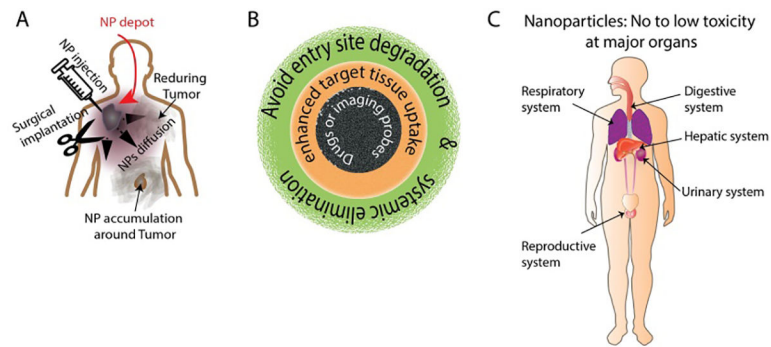 A
NP depot
NP injection
Reduring
Tumor
Surgical
implantation
NPs diffusion
NP accumulation
around Tumor
B
Avoid entry site degradation
&
systemic elimination
enhanced target tissue uptake
Drugs or imaging probes
C
Nanoparticles: No to low toxicity
at major organs
Respiratory
system
Digestive
system
Hepatic system
Urinary system
Reproductive
system